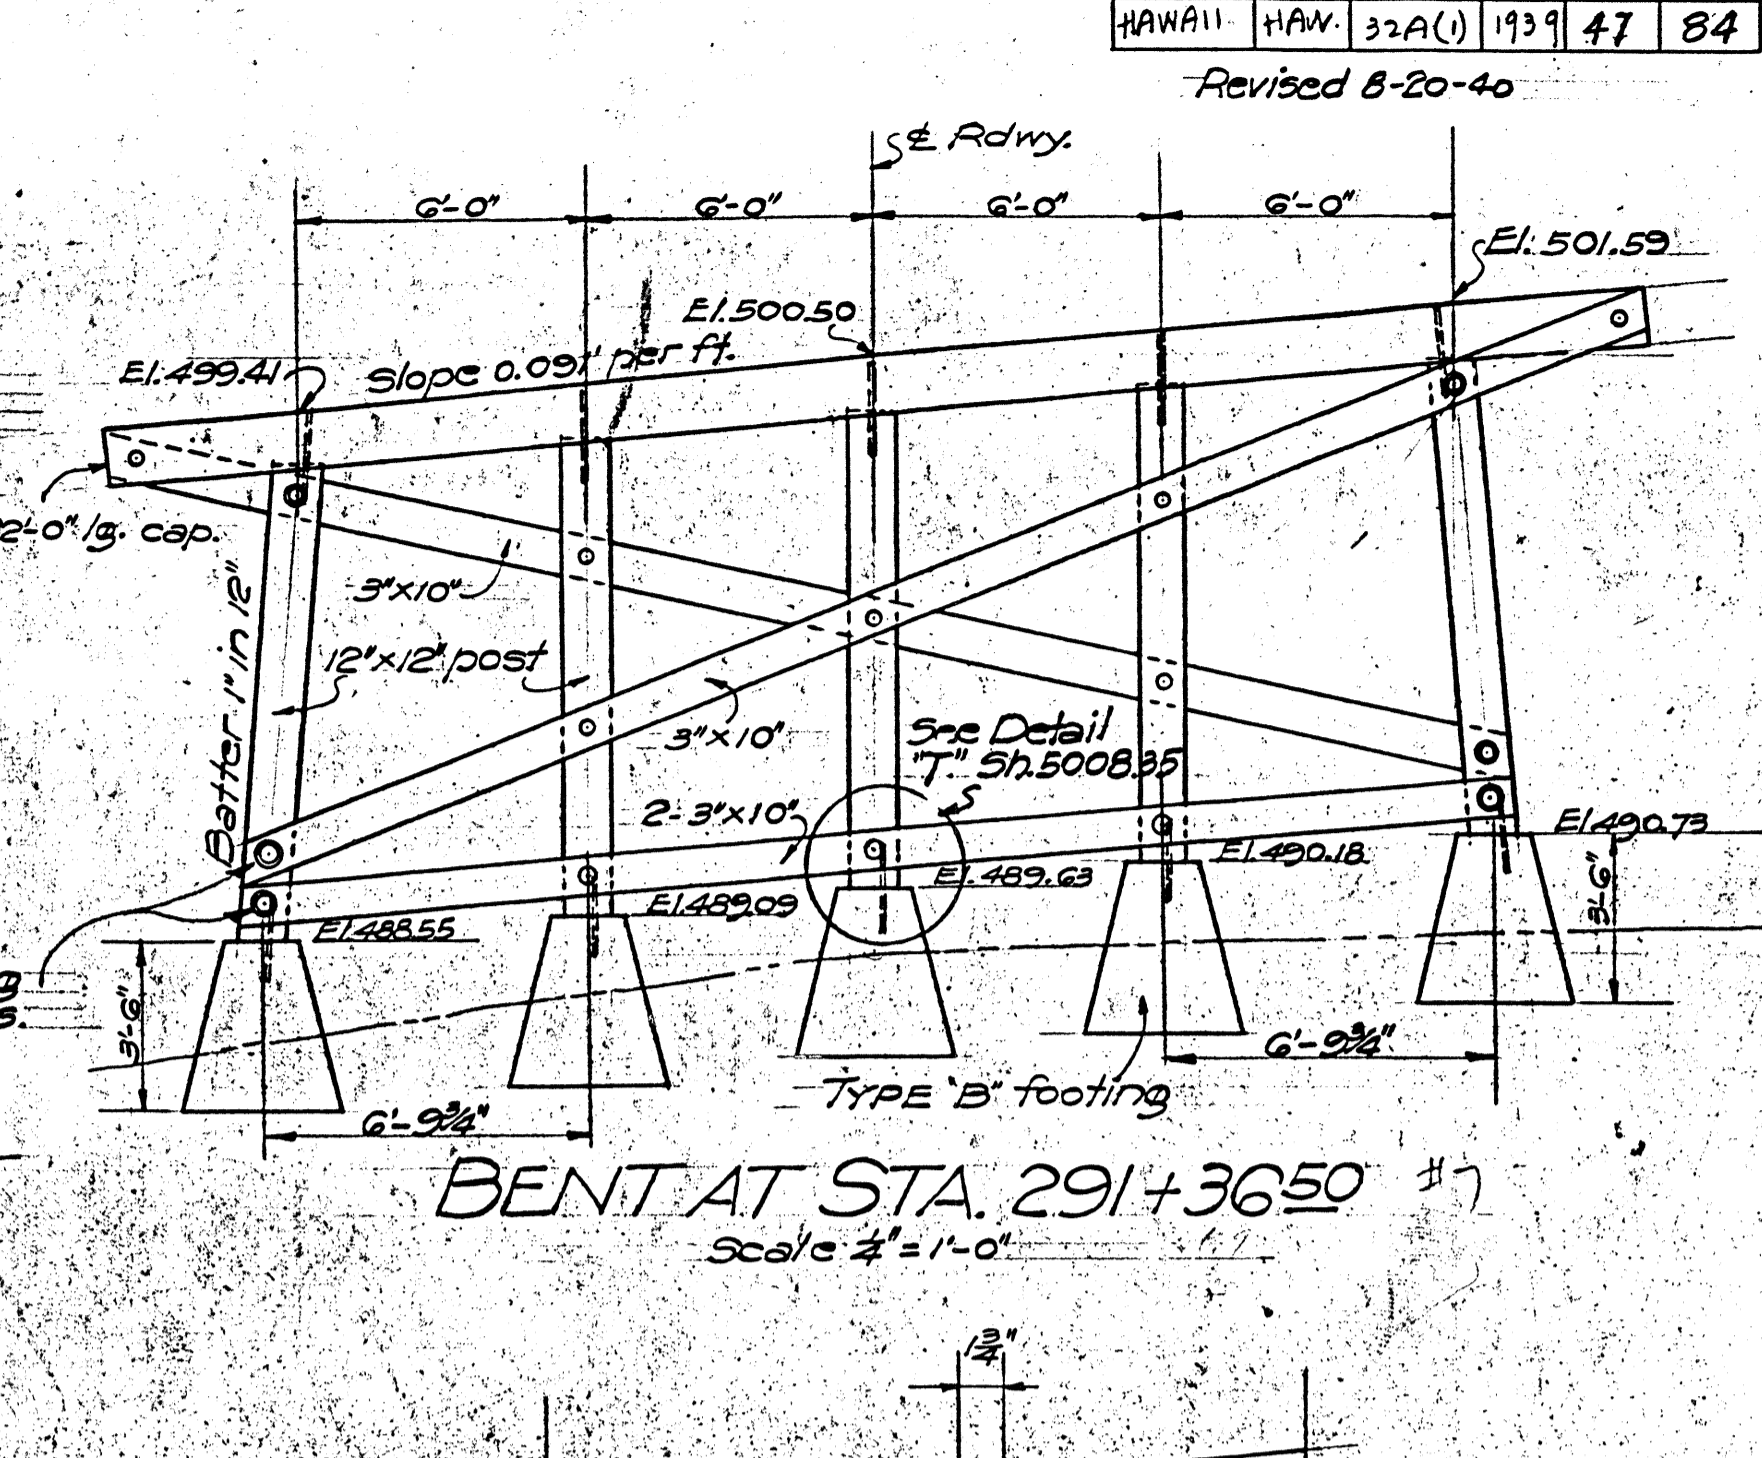 HAWAII. HAW. 32A(1) 1939 47 84
Revised 8-20-40
℄ Rdwy.
6'-0" 6'-0" 6'-0" 6'-0"
El. 501.59
El. 500.50
El. 499.41
Slope 0.091' per ft.
2'-0" lg. cap.
3"x10"
Batter 1" in 12"
12"x12" post
3"x10"
See Detail
"T." Sh. 5008.35
2-3"x10"
El. 490.73
El. 490.18
El. 489.63
El. 489.09
El. 488.55
3'-6"
3'-6"
6'-9¾"
TYPE "B" footing
6'-9¾"
BENT AT STA. 291+36 50 #7
Scale ¼" = 1'-0"
1¾"